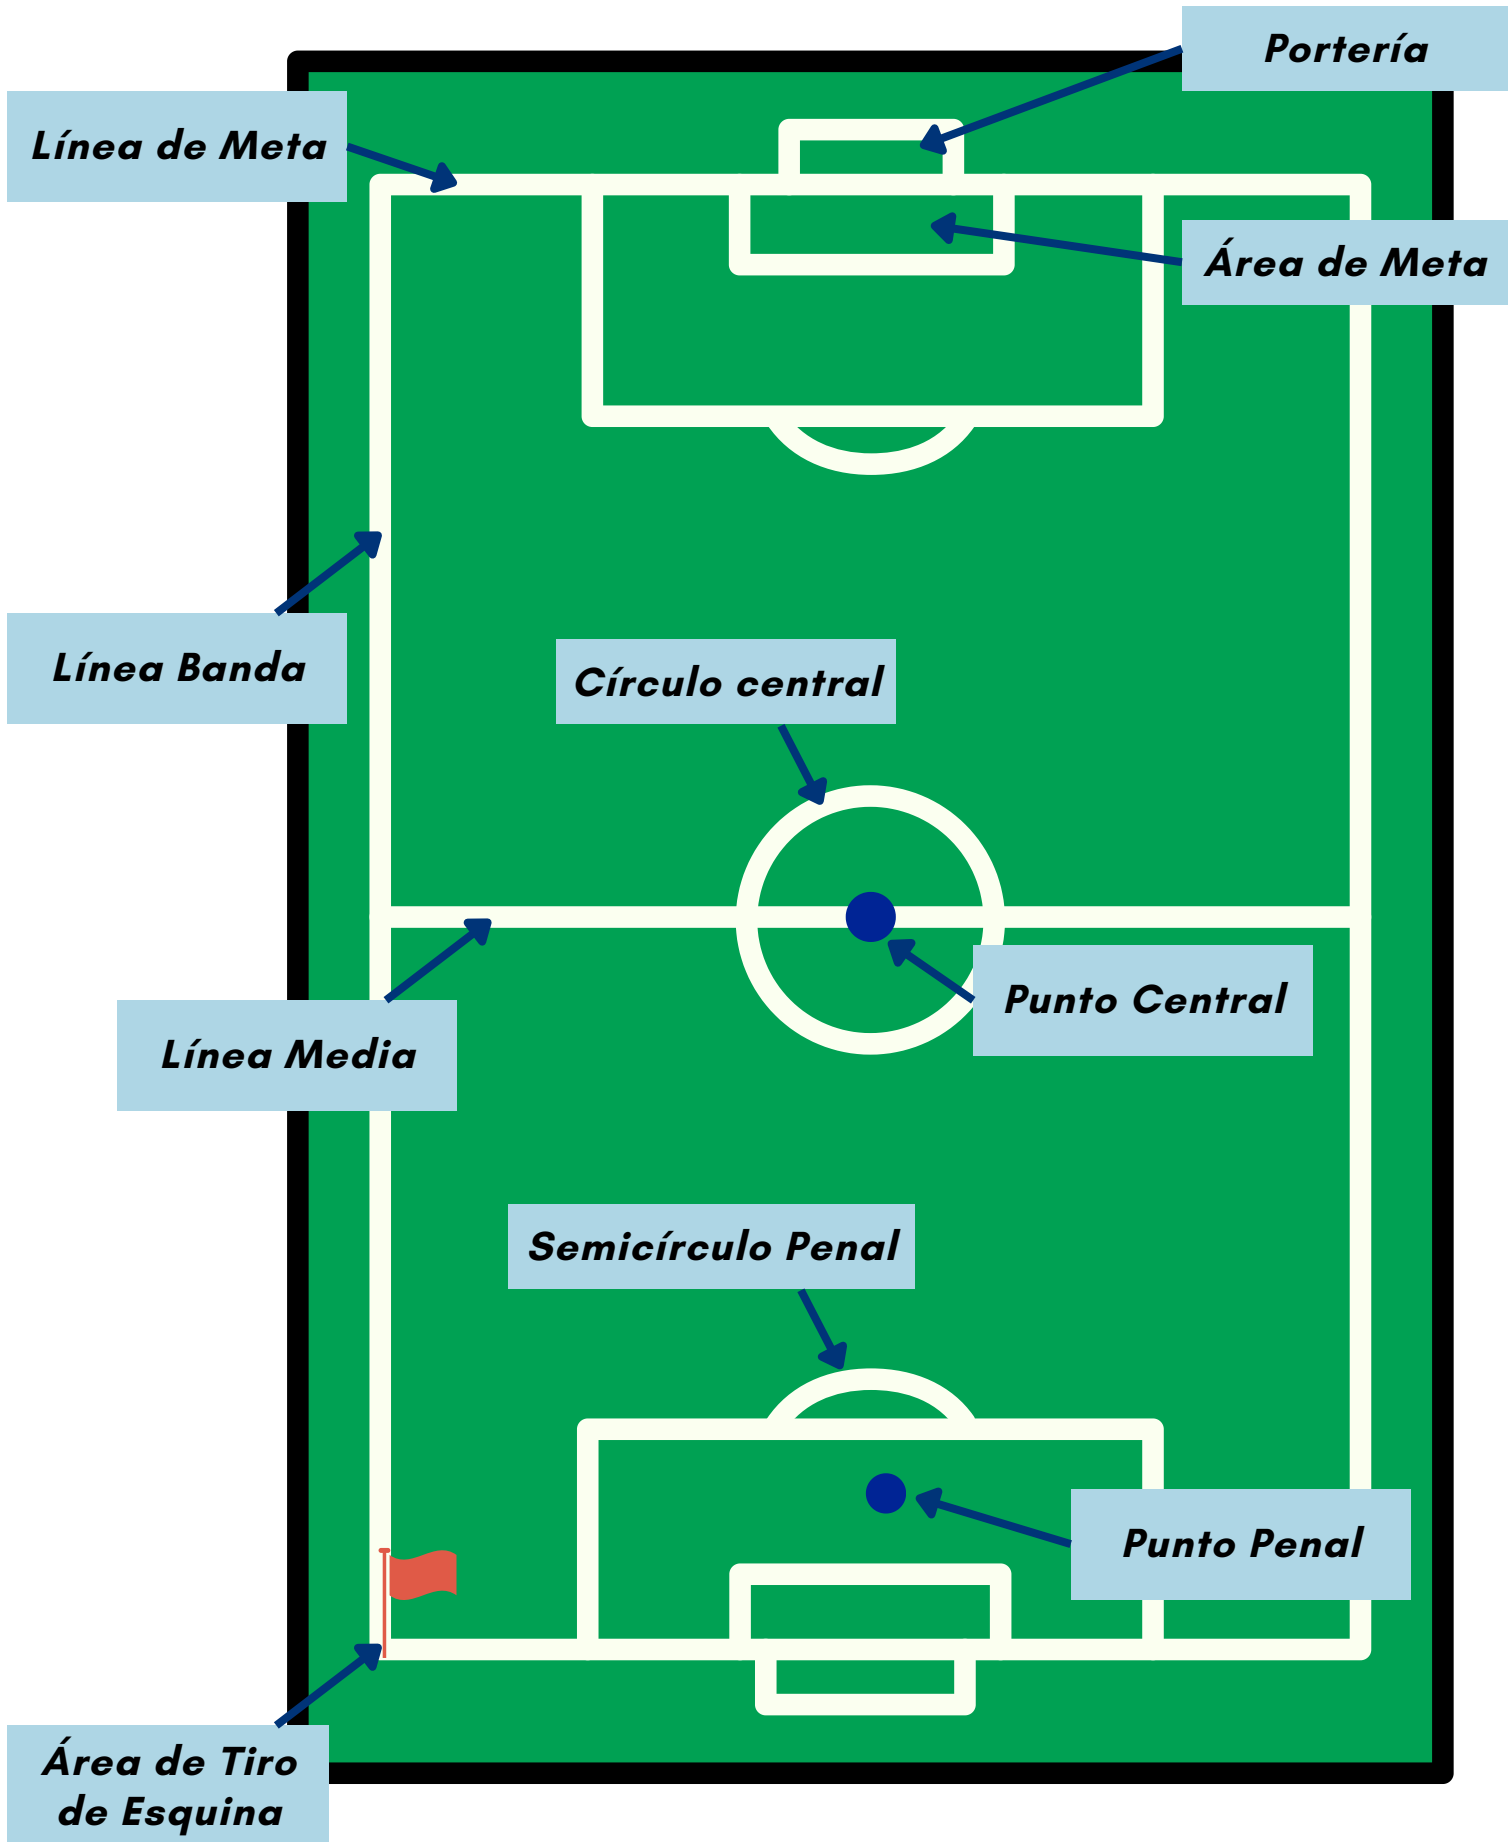 Portería
Línea de Meta
Área de Meta
Línea Banda
Círculo central
Punto Central
Línea Media
Semicírculo Penal
Punto Penal
Área de Tiro
de Esquina